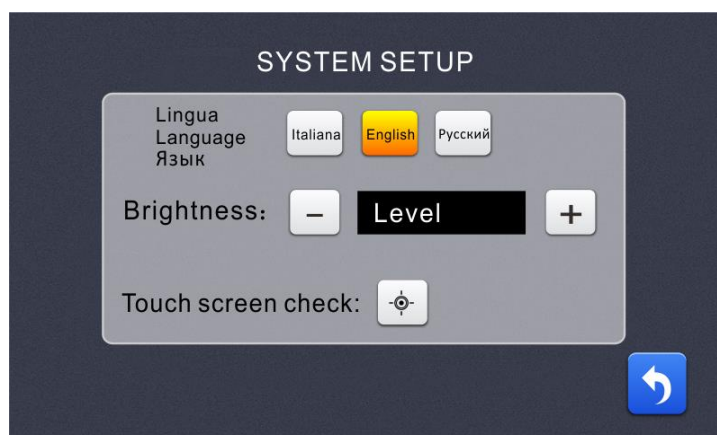 SYSTEM SETUP
Lingua
Language
Язык
Italiana English Русский
Brightness: − Level +
Touch screen check: